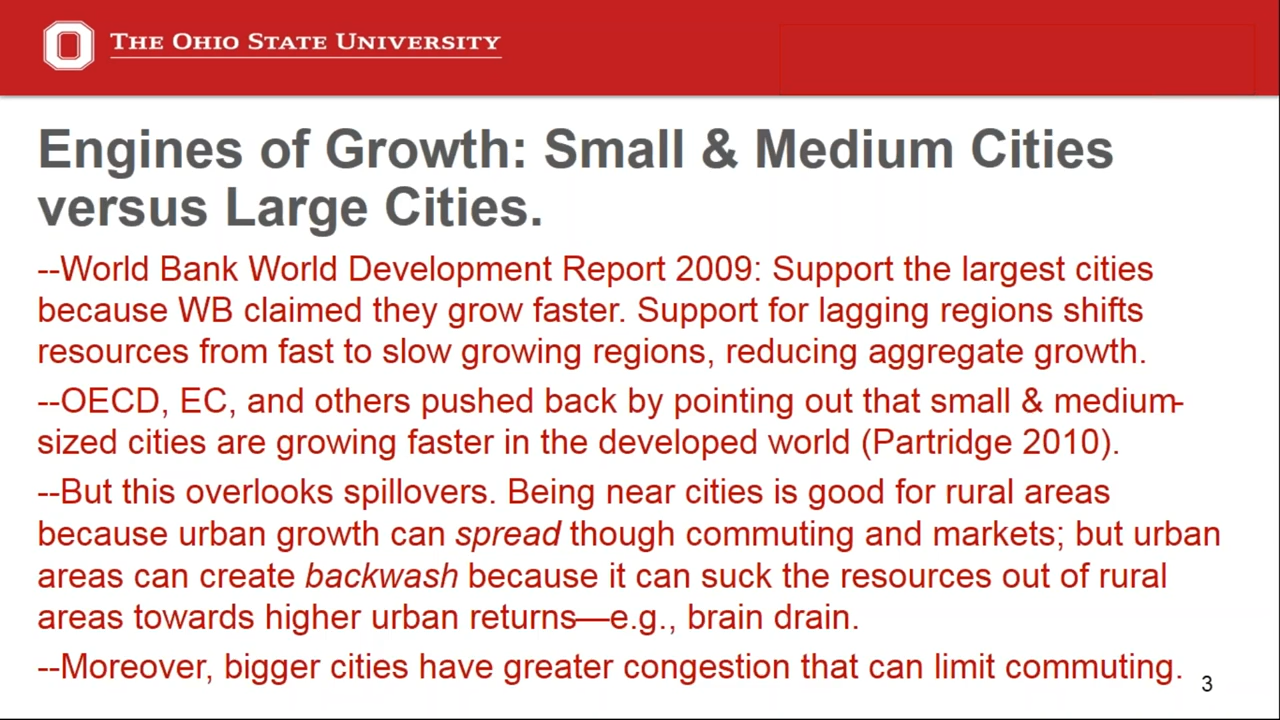 THE OHIO STATE UNIVERSITY
Engines of Growth: Small & Medium Cities
versus Large Cities.
--World Bank World Development Report 2009: Support the largest cities
because WB claimed they grow faster. Support for lagging regions shifts
resources from fast to slow growing regions, reducing aggregate growth.
--OECD, EC, and others pushed back by pointing out that small & medium-
sized cities are growing faster in the developed world (Partridge 2010).
--But this overlooks spillovers. Being near cities is good for rural areas
because urban growth can spread though commuting and markets; but urban
areas can create backwash because it can suck the resources out of rural
areas towards higher urban returns—e.g., brain drain.
--Moreover, bigger cities have greater congestion that can limit commuting.
3